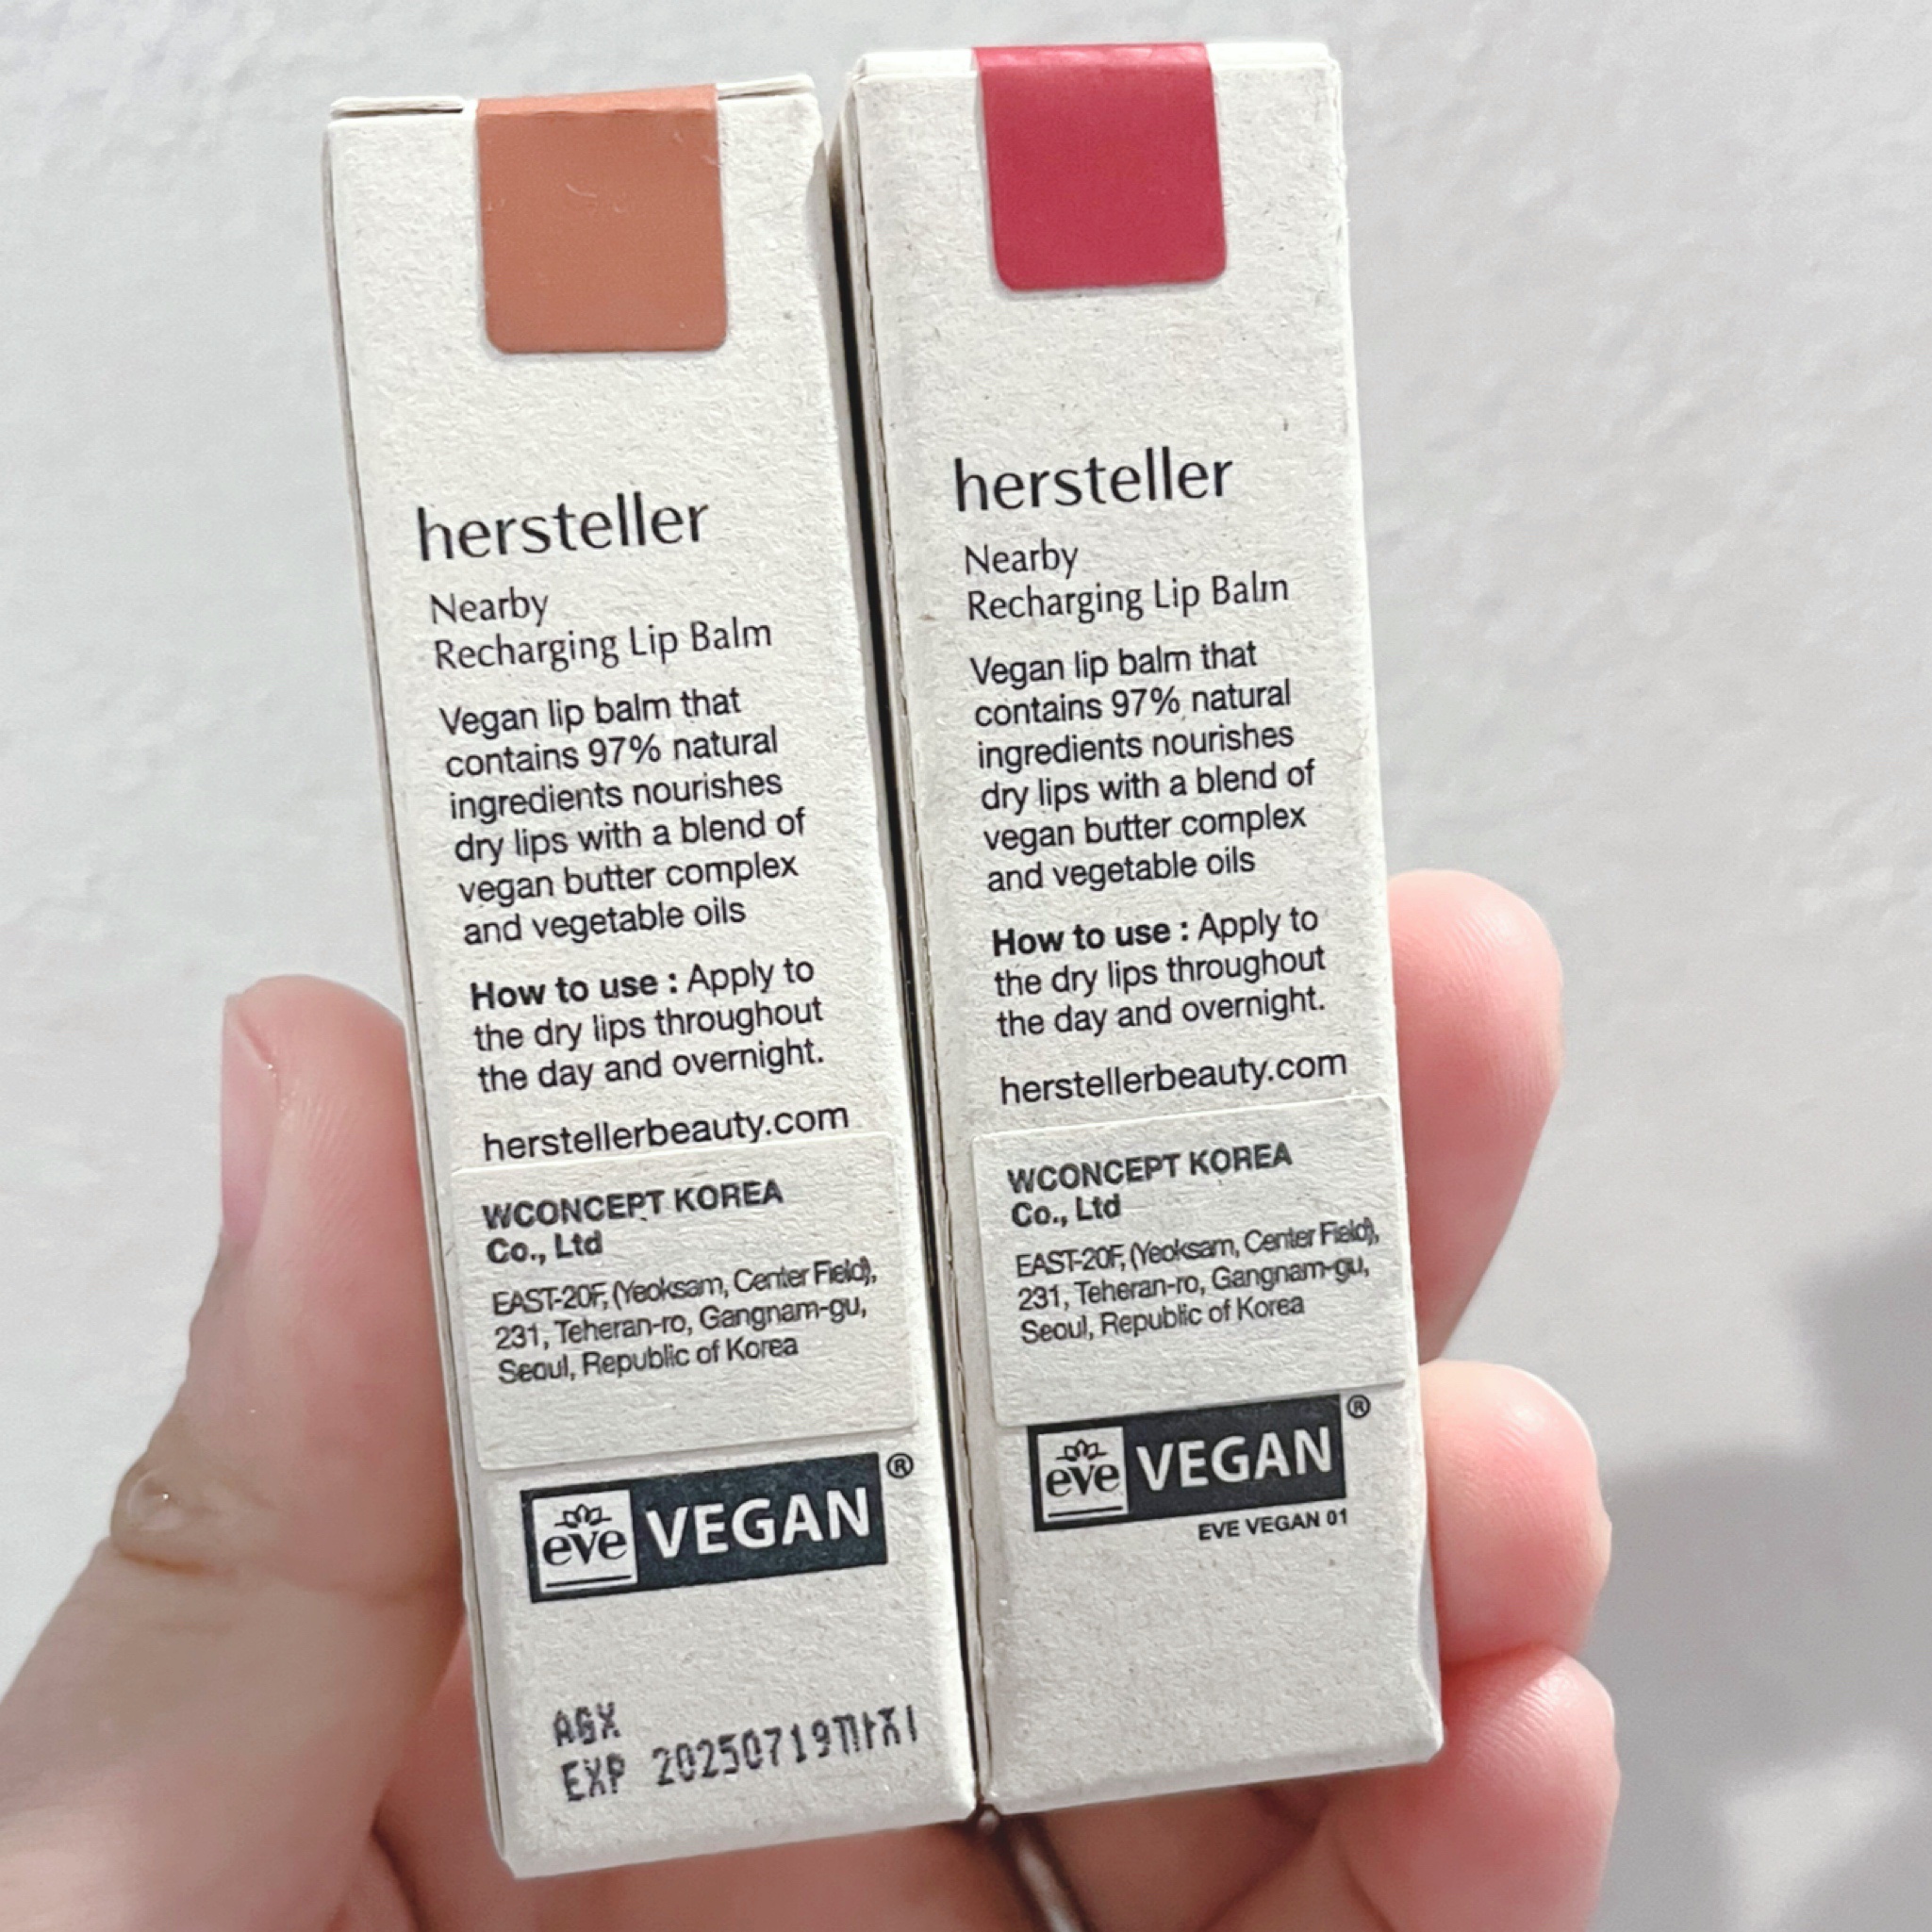 hersteller
Nearby
Recharging Lip Balm
Vegan lip balm that
contains 97% natural
ingredients nourishes
dry lips with a blend of
vegan butter complex
and vegetable oils
How to use : Apply to
the dry lips throughout
the day and overnight.
herstellerbeauty.com
WCONCEPT KOREA
Co., Ltd
EAST-20F, (Yeoksam, Center Field),
231, Teheran-ro, Gangnam-gu,
Seoul, Republic of Korea
eve VEGAN ®
AGX
EXP 20250719까지
hersteller
Nearby
Recharging Lip Balm
Vegan lip balm that
contains 97% natural
ingredients nourishes
dry lips with a blend of
vegan butter complex
and vegetable oils
How to use : Apply to
the dry lips throughout
the day and overnight.
herstellerbeauty.com
WCONCEPT KOREA
Co., Ltd
EAST-20F, (Yeoksam, Center Field),
231, Teheran-ro, Gangnam-gu,
Seoul, Republic of Korea
eve VEGAN ®
EVE VEGAN 01